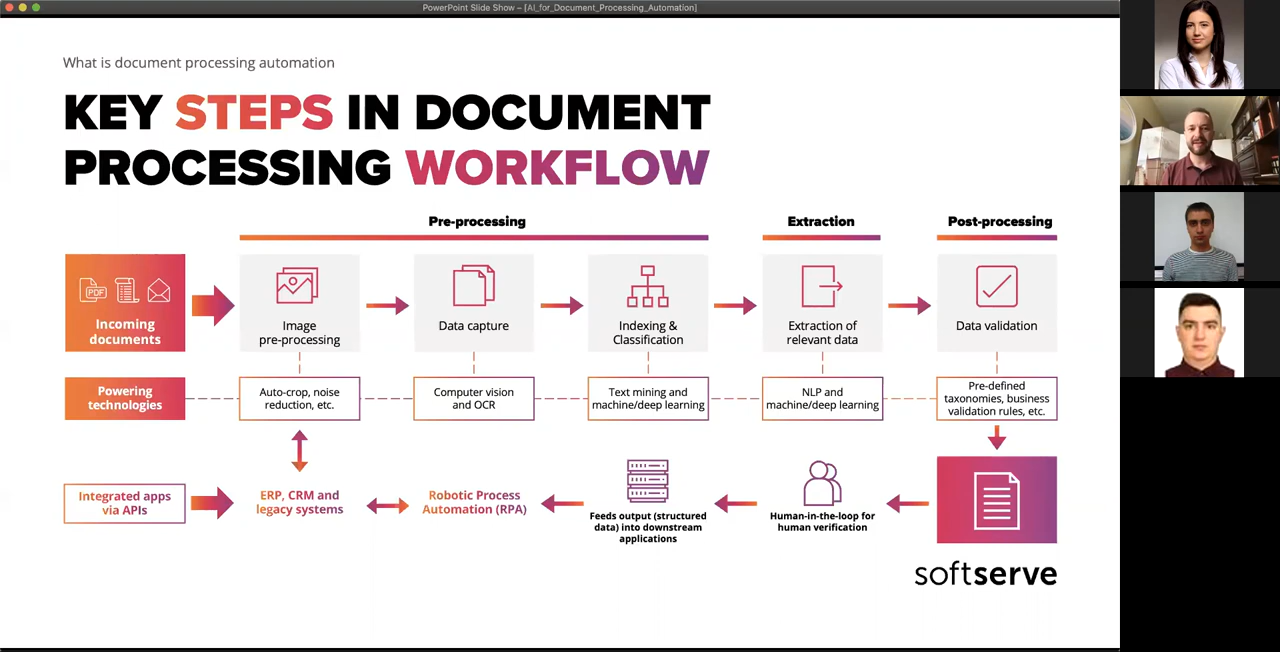 PowerPoint Slide Show – [AI_for_Document_Processing_Automation]
What is document processing automation
KEY STEPS IN DOCUMENT
PROCESSING WORKFLOW
Pre-processing
Extraction
Post-processing
PDF
Incoming
documents
Image
pre-processing
Data capture
Indexing &
Classification
Extraction of
relevant data
Data validation
Powering
technologies
Auto-crop, noise
reduction, etc.
Computer vision
and OCR
Text mining and
machine/deep learning
NLP and
machine/deep learning
Pre-defined
taxonomies, business
validation rules, etc.
Integrated apps
via APIs
ERP, CRM and
legacy systems
Robotic Process
Automation (RPA)
Feeds output (structured
data) into downstream
applications
Human-in-the-loop for
human verification
softserve